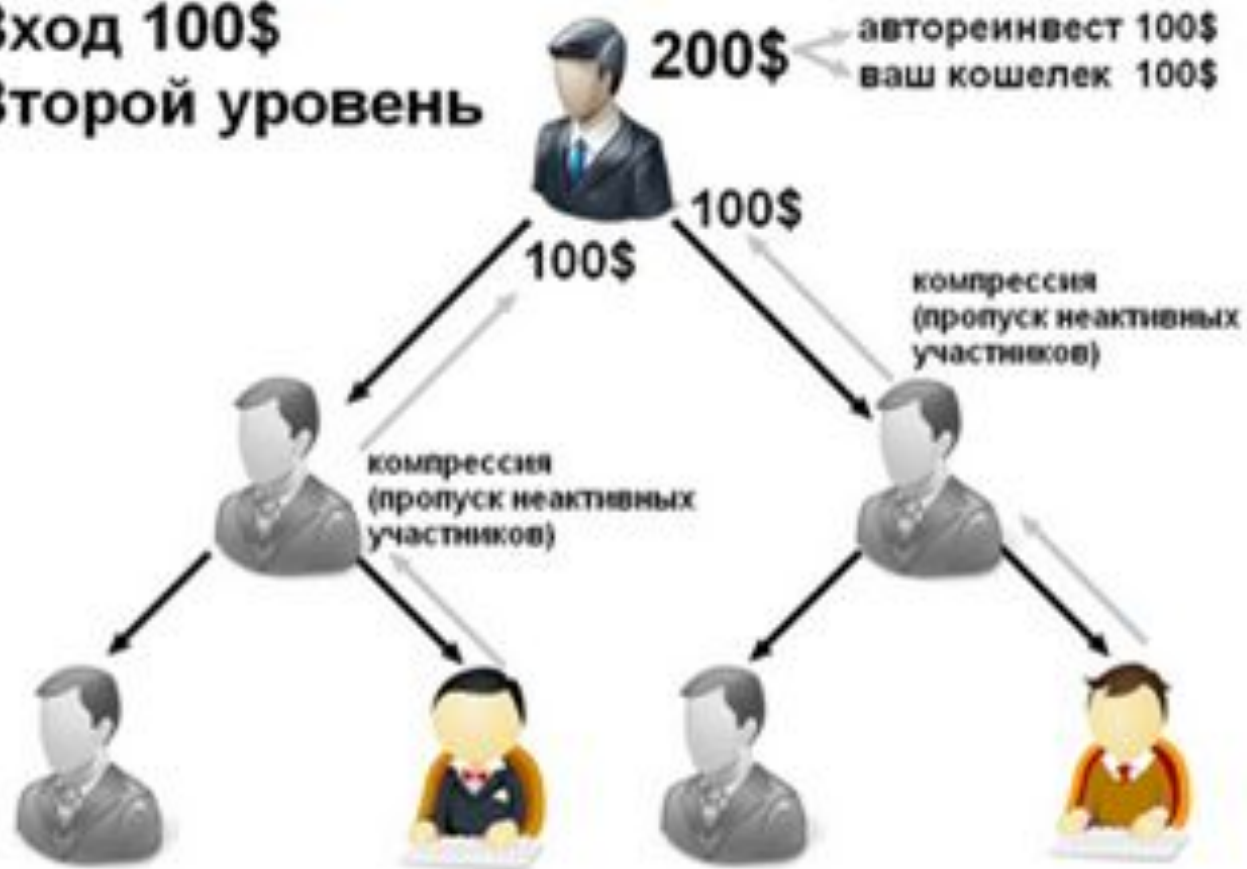 Вход 100$
Второй уровень
200$
автореинвест 100$
ваш кошелек 100$
100$
100$
компрессия
(пропуск неактивных
участников)
компрессия
(пропуск неактивных
участников)